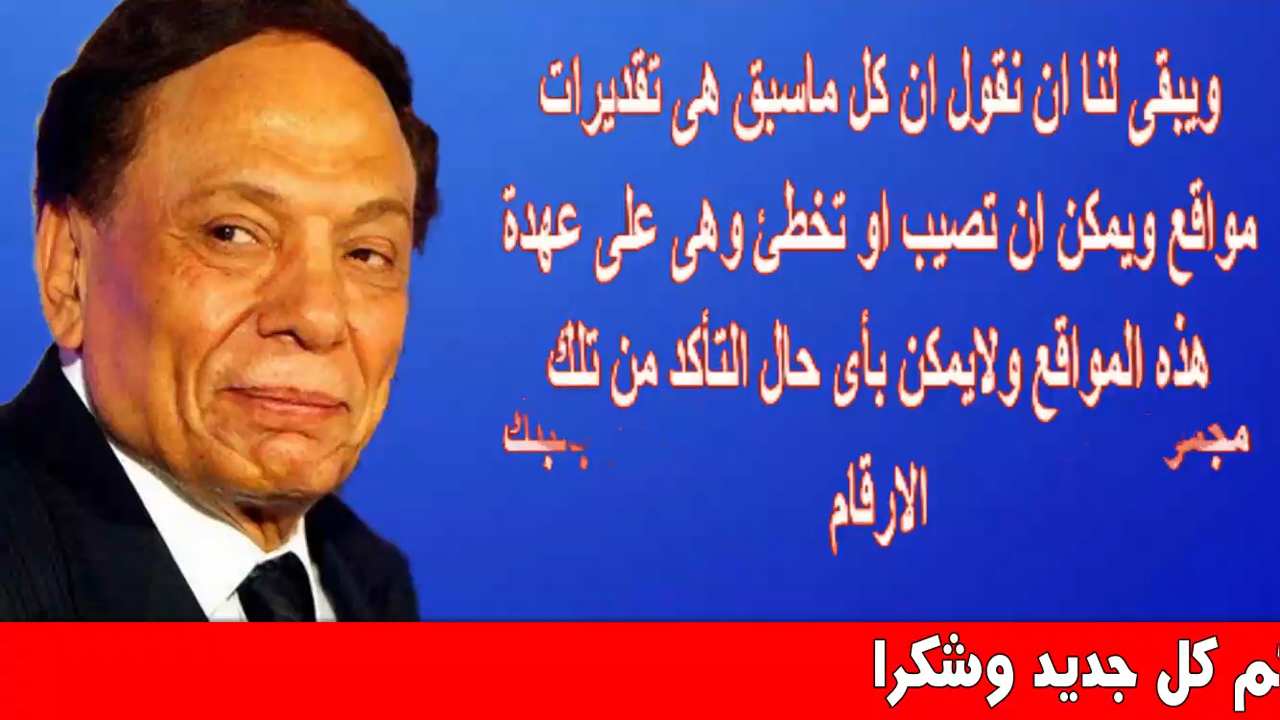 ويبقى لنا ان نقول ان كل ماسبق هى تقديرات
مواقع ويمكن ان تصيب او تخطئ وهى على عهدة
هذه المواقع ولايمكن بأى حال التأكد من تلك
الارقام
كل جديد وشكرا